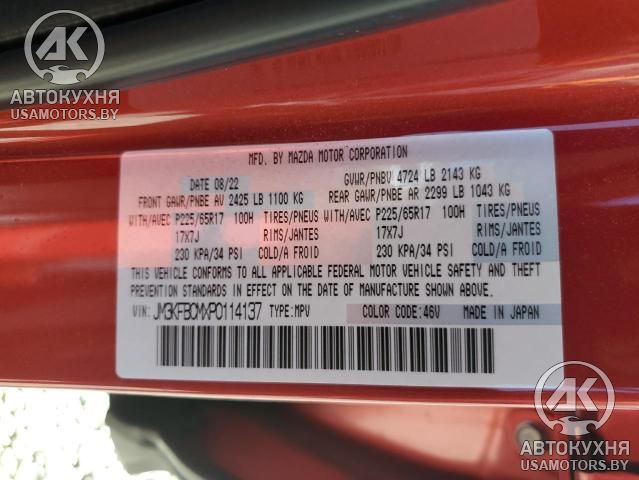 АК
АВТОКУХНЯ
USAMOTORS.BY
MFD. BY MAZDA MOTOR CORPORATION
DATE 08/22 GVWR/PNBV 4724 LB 2143 KG
FRONT GAWR/PNBE AV 2425 LB 1100 KG REAR GAWR/PNBE AR 2299 LB 1043 KG
WITH/AVEC P225/65R17 100H TIRES/PNEUS WITH/AVEC P225/65R17 100H TIRES/PNEUS
17X7J RIMS/JANTES 17X7J RIMS/JANTES
230 KPA/34 PSI COLD/A FROID 230 KPA/34 PSI COLD/A FROID
THIS VEHICLE CONFORMS TO ALL APPLICABLE FEDERAL MOTOR VEHICLE SAFETY AND THEFT
PREVENTION STANDARDS IN EFFECT ON THE DATE OF MANUFACTURE SHOWN ABOVE.
VIN: JM3KFBCMXP0114137 TYPE:MPV COLOR CODE:46V MADE IN JAPAN
АК
АВТОКУХНЯ
USAMOTORS.BY